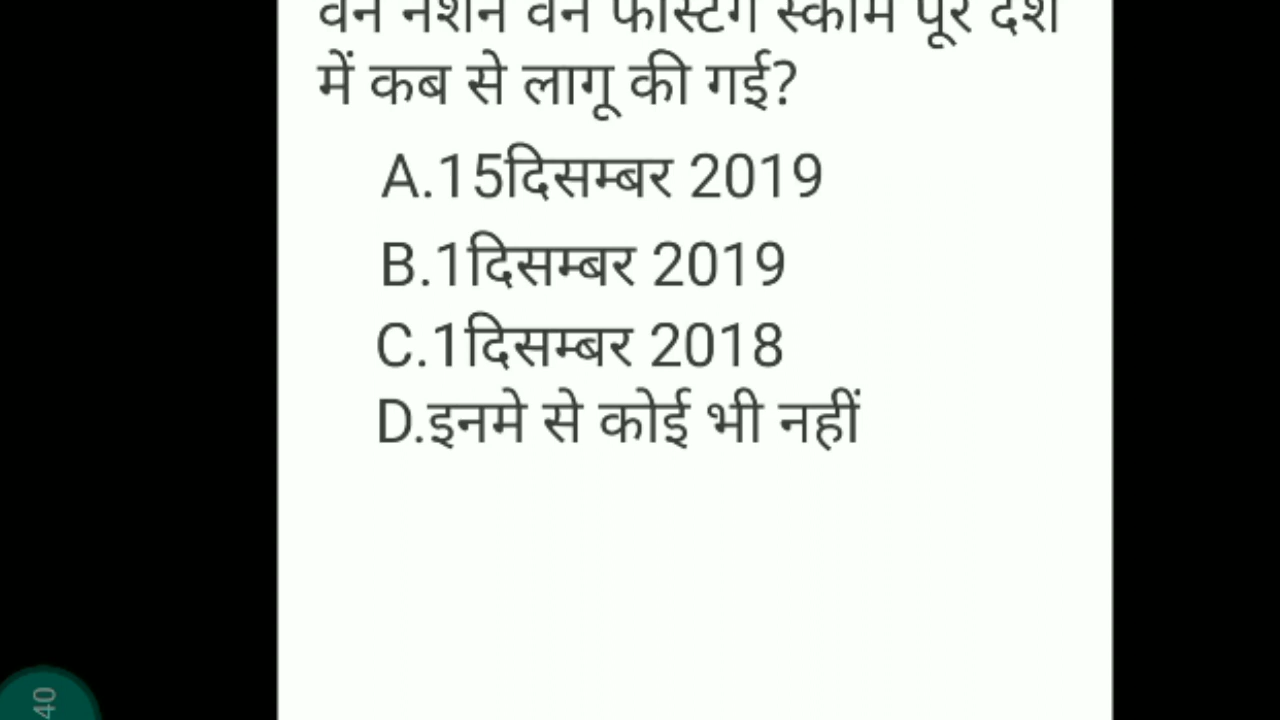 वन नेशन वन फास्टैग स्कीम पूरे देश
में कब से लागू की गई?
A.15दिसम्बर 2019
B.1दिसम्बर 2019
C.1दिसम्बर 2018
D.इनमे से कोई भी नहीं
40